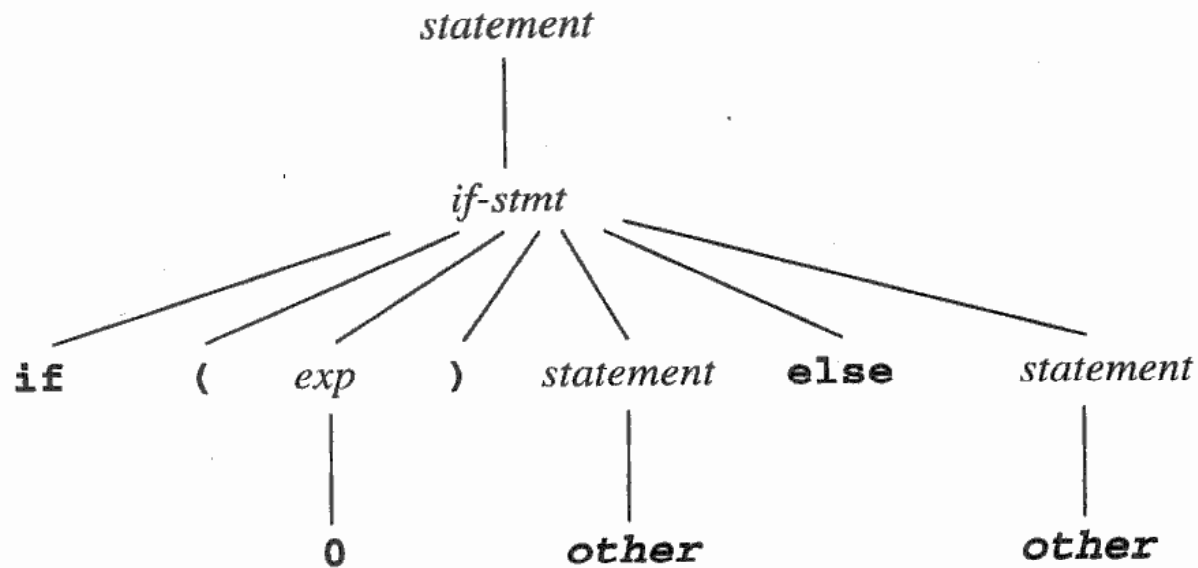 statement
if-stmt
if ( exp ) statement else statement
0 other other